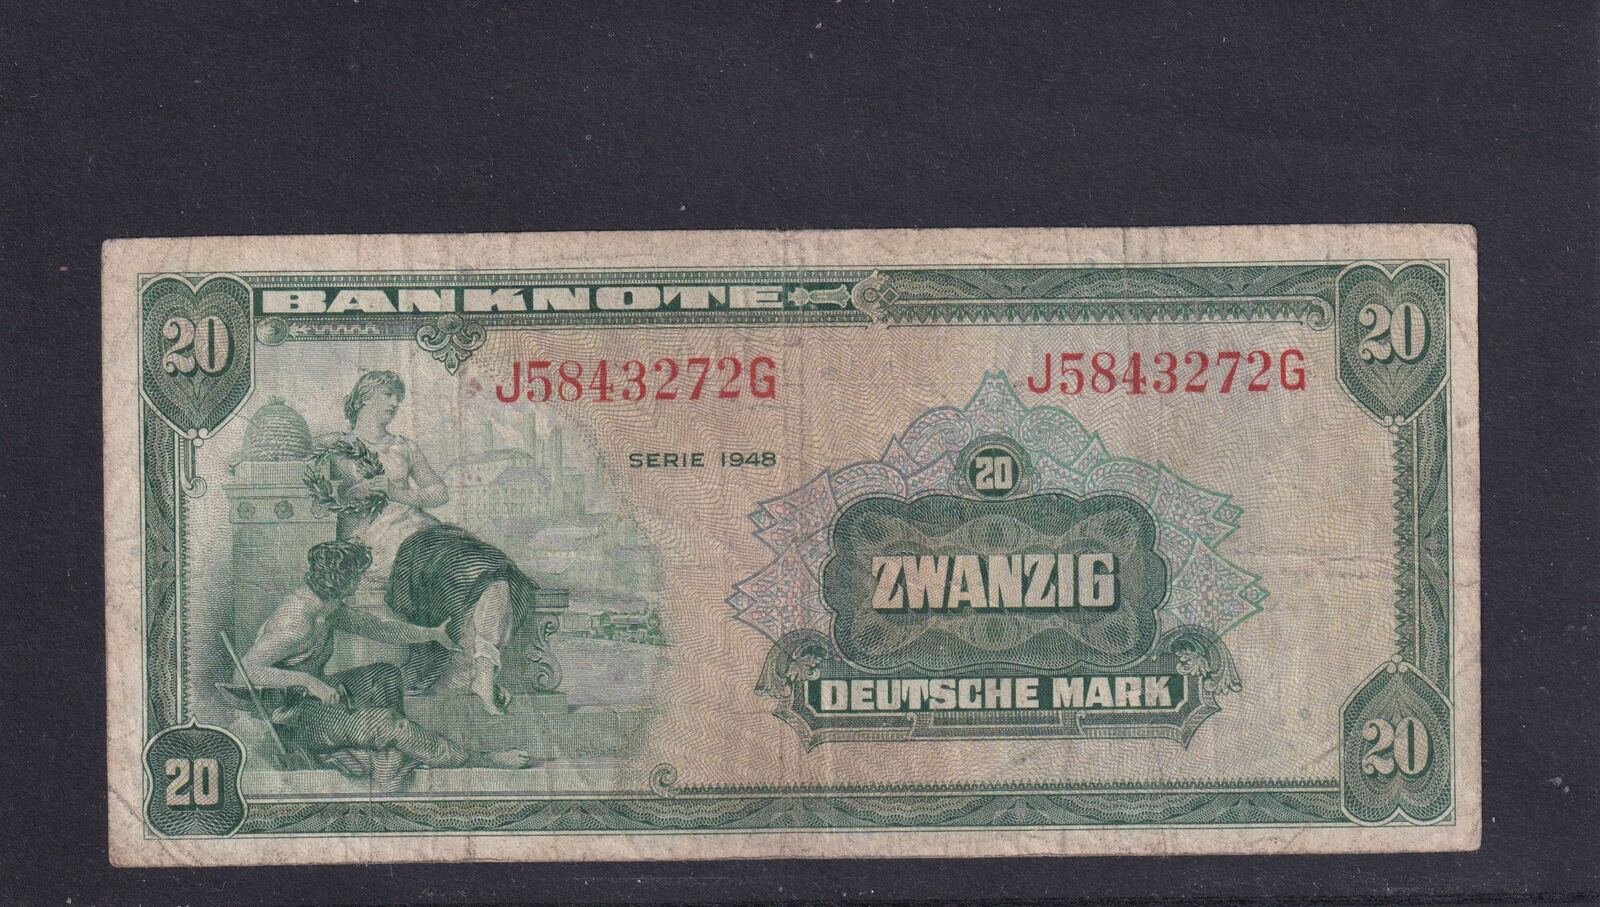 BANKNOTE
20 20
J5843272G J5843272G
SERIE 1948
20
ZWANZIG
DEUTSCHE MARK
20 20